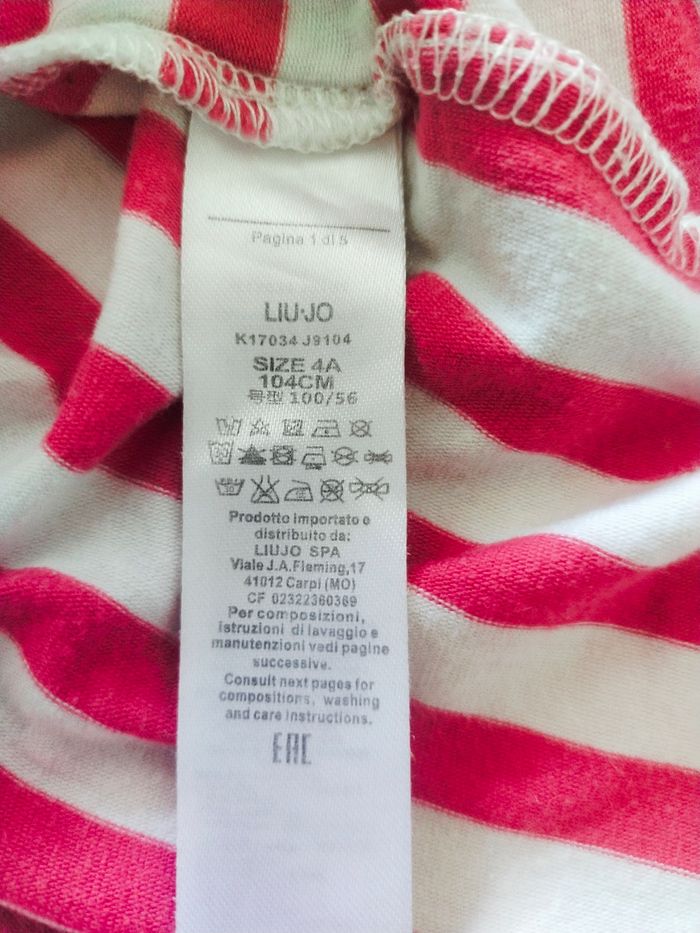 Pagina 1 di 5
LIU·JO
K17034 J9104
SIZE 4A
104CM
号型 100/56
Prodotto importato e
distribuito da:
LIUJO SPA
Viale J.A.Fleming,17
41012 Carpi (MO)
CF 02322360369
Per composizioni,
istruzioni di lavaggio e
manutenzioni vedi pagine
successive.
Consult next pages for
compositions, washing
and care instructions.
EAC